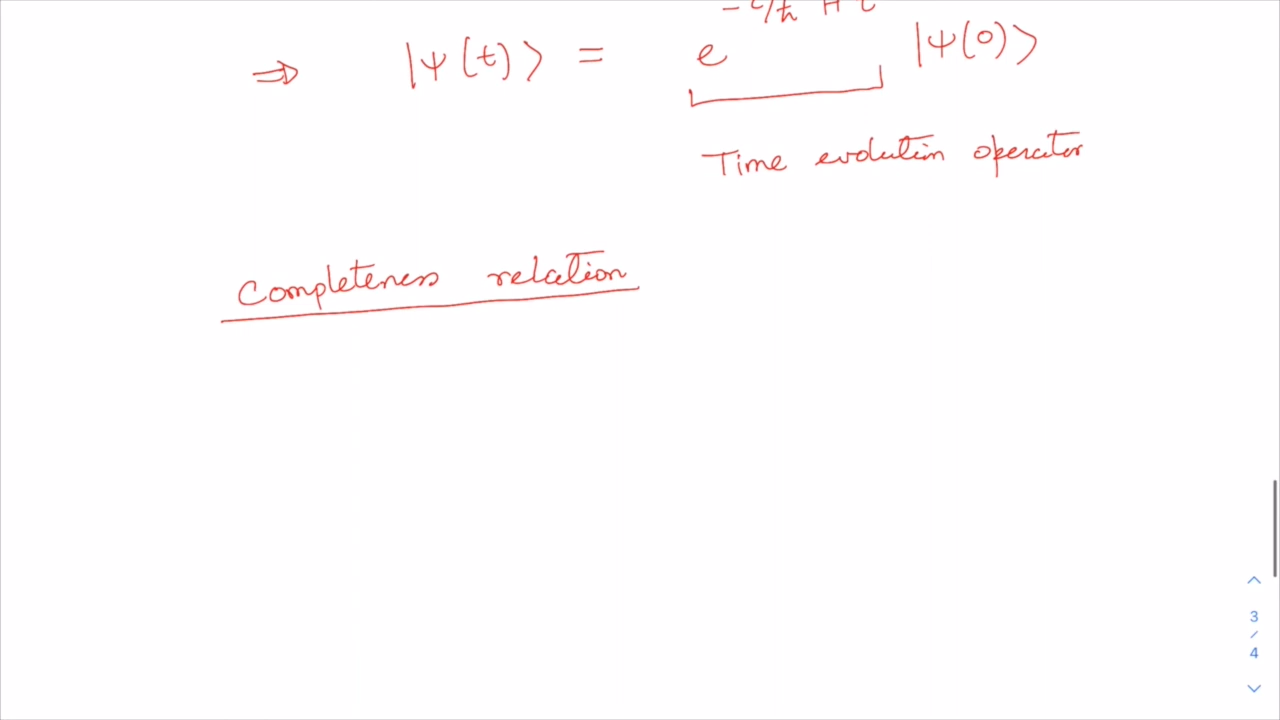 ⇒ |ψ(t)⟩ = e^{-i/ħ H t} |ψ(0)⟩
Time evolution operator
Completeness relation
3
/
4